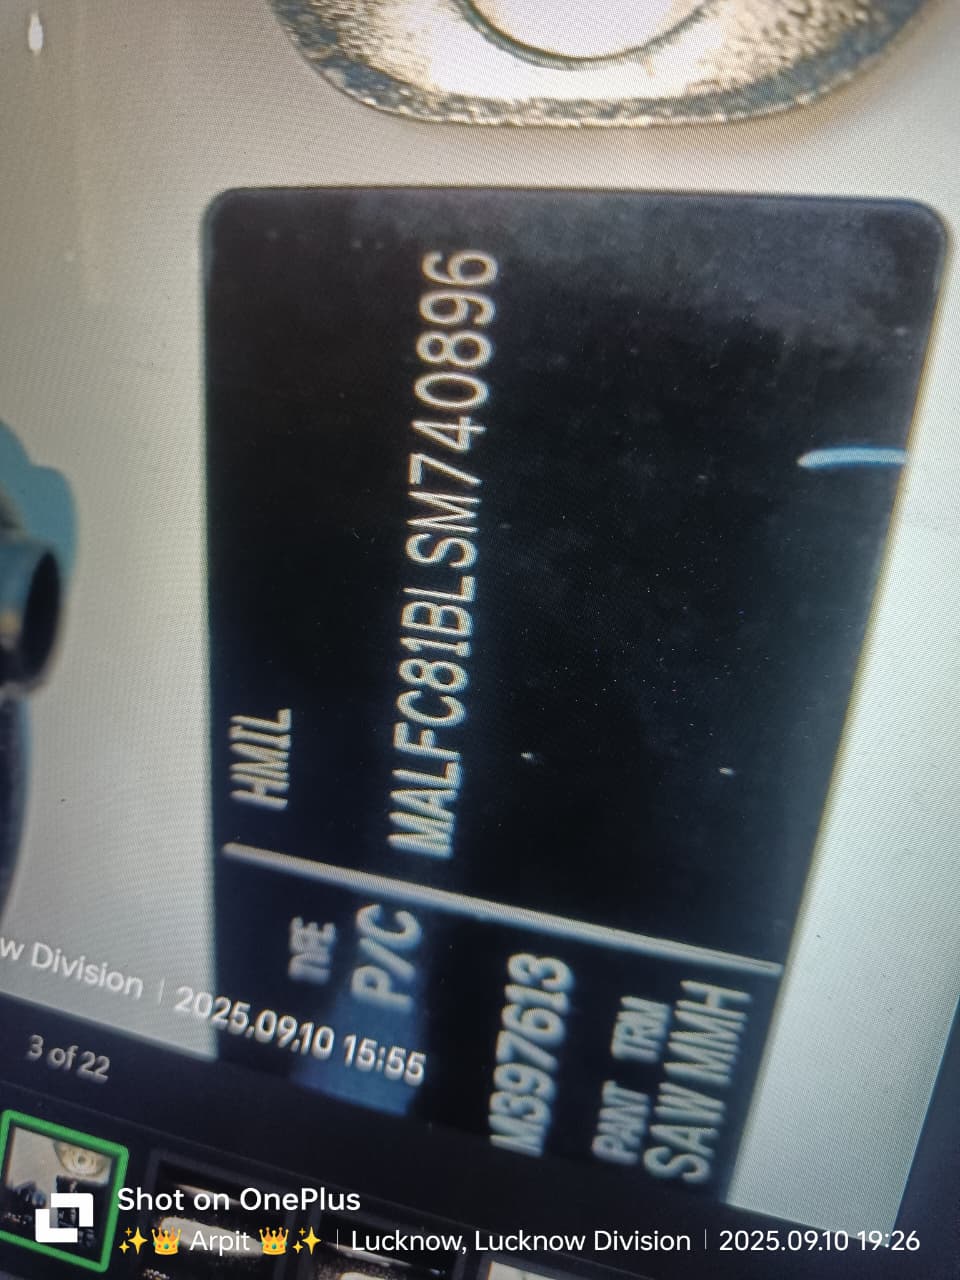 HMIL
MALFC81BLSM740896
TYPE
P/C
M397613
PAINT TRM
SAW MMH
w Division | 2025.09.10 15:55
3 of 22
Shot on OnePlus
✨👑 Arpit 👑✨ | Lucknow, Lucknow Division | 2025.09.10 19:26